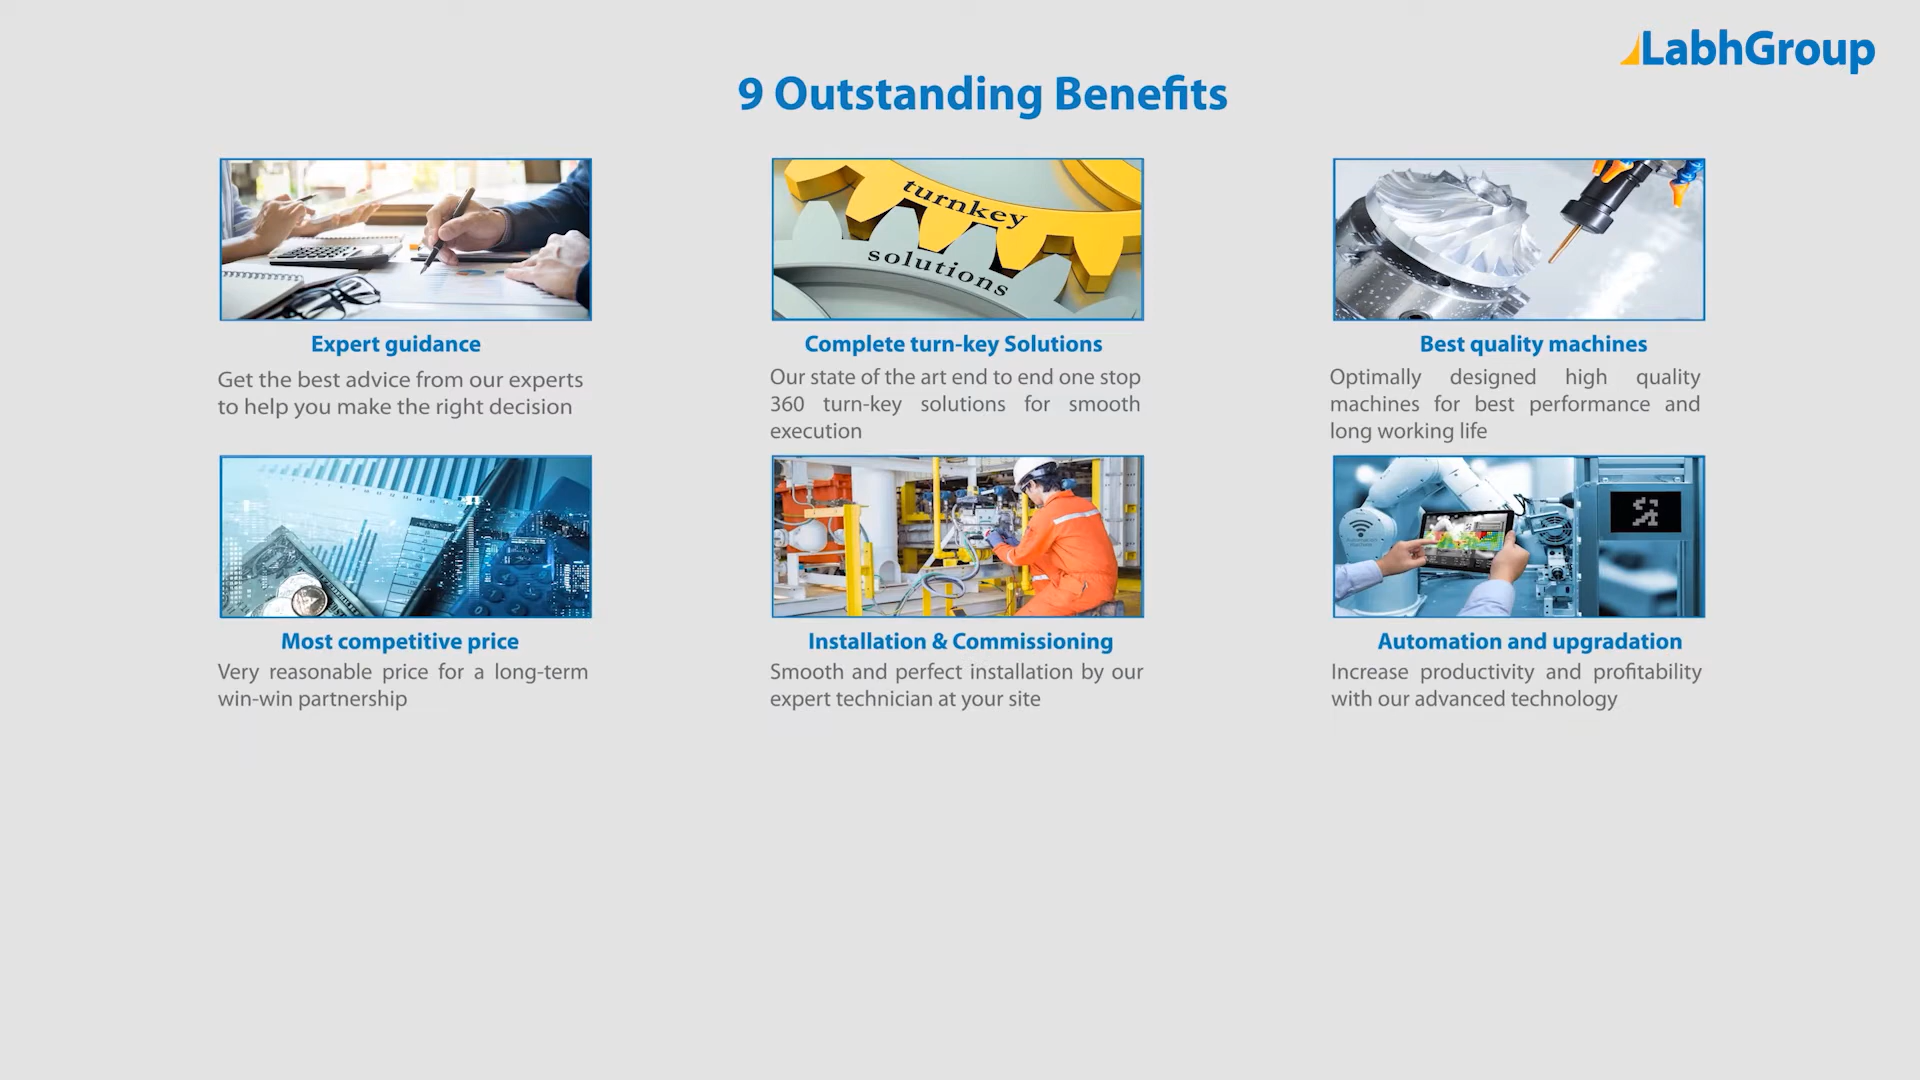 LabhGroup
9 Outstanding Benefits
turnkey
solutions
Expert guidance
Get the best advice from our experts
to help you make the right decision
Complete turn-key Solutions
Our state of the art end to end one stop
360 turn-key solutions for smooth
execution
Best quality machines
Optimally designed high quality
machines for best performance and
long working life
Most competitive price
Very reasonable price for a long-term
win-win partnership
Installation & Commissioning
Smooth and perfect installation by our
expert technician at your site
Automation and upgradation
Increase productivity and profitability
with our advanced technology